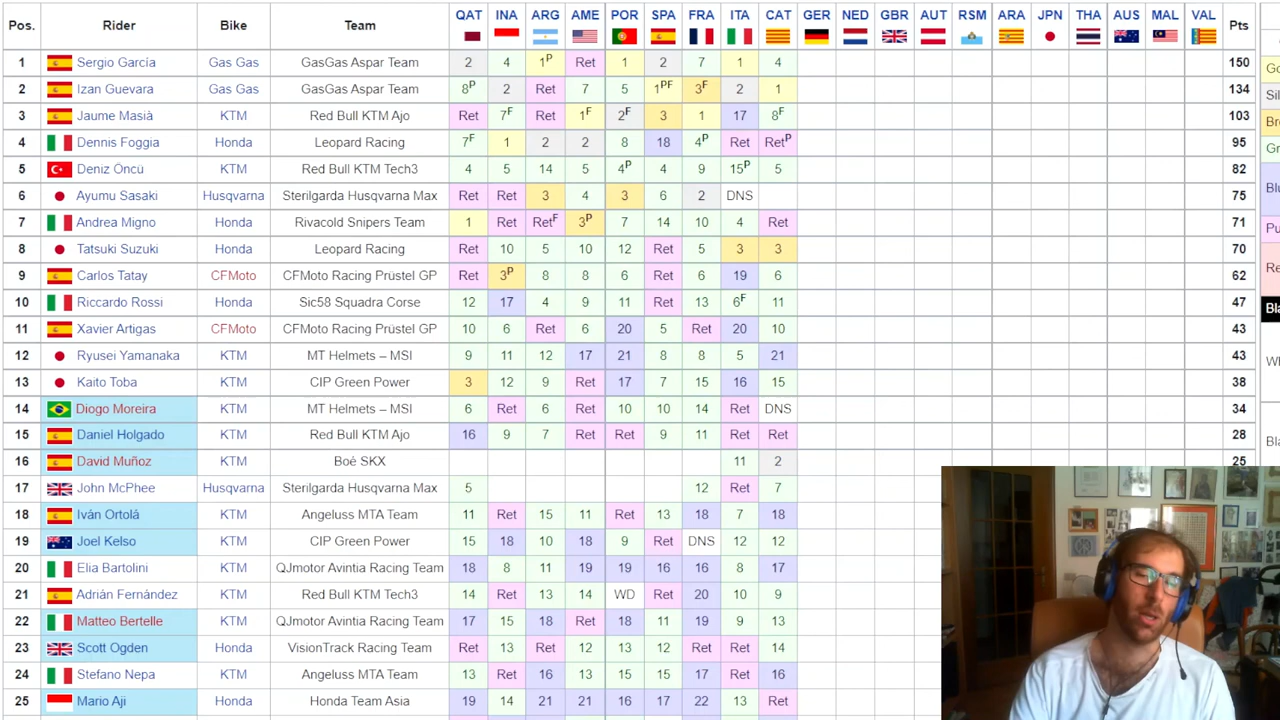 Pos. Rider Bike Team QAT INA ARG AME POR SPA FRA ITA CAT GER NED GBR AUT RSM ARA JPN THA AUS MAL VAL Pts
1 Sergio García Gas Gas GasGas Aspar Team 2 4 1P Ret 1 2 7 1 4 150
2 Izan Guevara Gas Gas GasGas Aspar Team 8P 2 Ret 7 5 1PF 3F 2 1 134
3 Jaume Masià KTM Red Bull KTM Ajo Ret 7F Ret 1F 2F 3 1 17 8F 103
4 Dennis Foggia Honda Leopard Racing 7F 1 2 2 8 18 4P Ret RetP 95
5 Deniz Öncü KTM Red Bull KTM Tech3 4 5 14 5 4P 4 9 15P 5 82
6 Ayumu Sasaki Husqvarna Sterilgarda Husqvarna Max Ret Ret 3 4 3 6 2 DNS 75
7 Andrea Migno Honda Rivacold Snipers Team 1 Ret RetF 3P 7 14 10 4 Ret 71
8 Tatsuki Suzuki Honda Leopard Racing Ret 10 5 10 12 Ret 5 3 3 70
9 Carlos Tatay CFMoto CFMoto Racing Prüstel GP Ret 3P 8 8 6 Ret 6 19 6 62
10 Riccardo Rossi Honda Sic58 Squadra Corse 12 17 4 9 11 Ret 13 6F 11 47
11 Xavier Artigas CFMoto CFMoto Racing Prüstel GP 10 6 Ret 6 20 5 Ret 20 10 43
12 Ryusei Yamanaka KTM MT Helmets – MSI 9 11 12 17 21 8 8 5 21 43
13 Kaito Toba KTM CIP Green Power 3 12 9 Ret 17 7 15 16 15 38
14 Diogo Moreira KTM MT Helmets – MSI 6 Ret 6 Ret 10 10 14 Ret DNS 34
15 Daniel Holgado KTM Red Bull KTM Ajo 16 9 7 Ret Ret 9 11 Ret Ret 28
16 David Muñoz KTM Boé SKX 11 2 25
17 John McPhee Husqvarna Sterilgarda Husqvarna Max 5 12 Ret 7
18 Iván Ortolá KTM Angeluss MTA Team 11 Ret 15 11 Ret 13 18 7 18
19 Joel Kelso KTM CIP Green Power 15 18 10 18 9 Ret DNS 12 12
20 Elia Bartolini KTM QJmotor Avintia Racing Team 18 8 11 19 19 16 16 8 17
21 Adrián Fernández KTM Red Bull KTM Tech3 14 Ret 13 14 WD Ret 20 10 9
22 Matteo Bertelle KTM QJmotor Avintia Racing Team 17 15 18 Ret 18 11 19 9 13
23 Scott Ogden Honda VisionTrack Racing Team Ret 13 Ret 12 13 12 Ret Ret 14
24 Stefano Nepa KTM Angeluss MTA Team 13 Ret 16 13 15 15 17 Ret 16
25 Mario Aji Honda Honda Team Asia 19 14 21 21 16 17 22 13 Ret